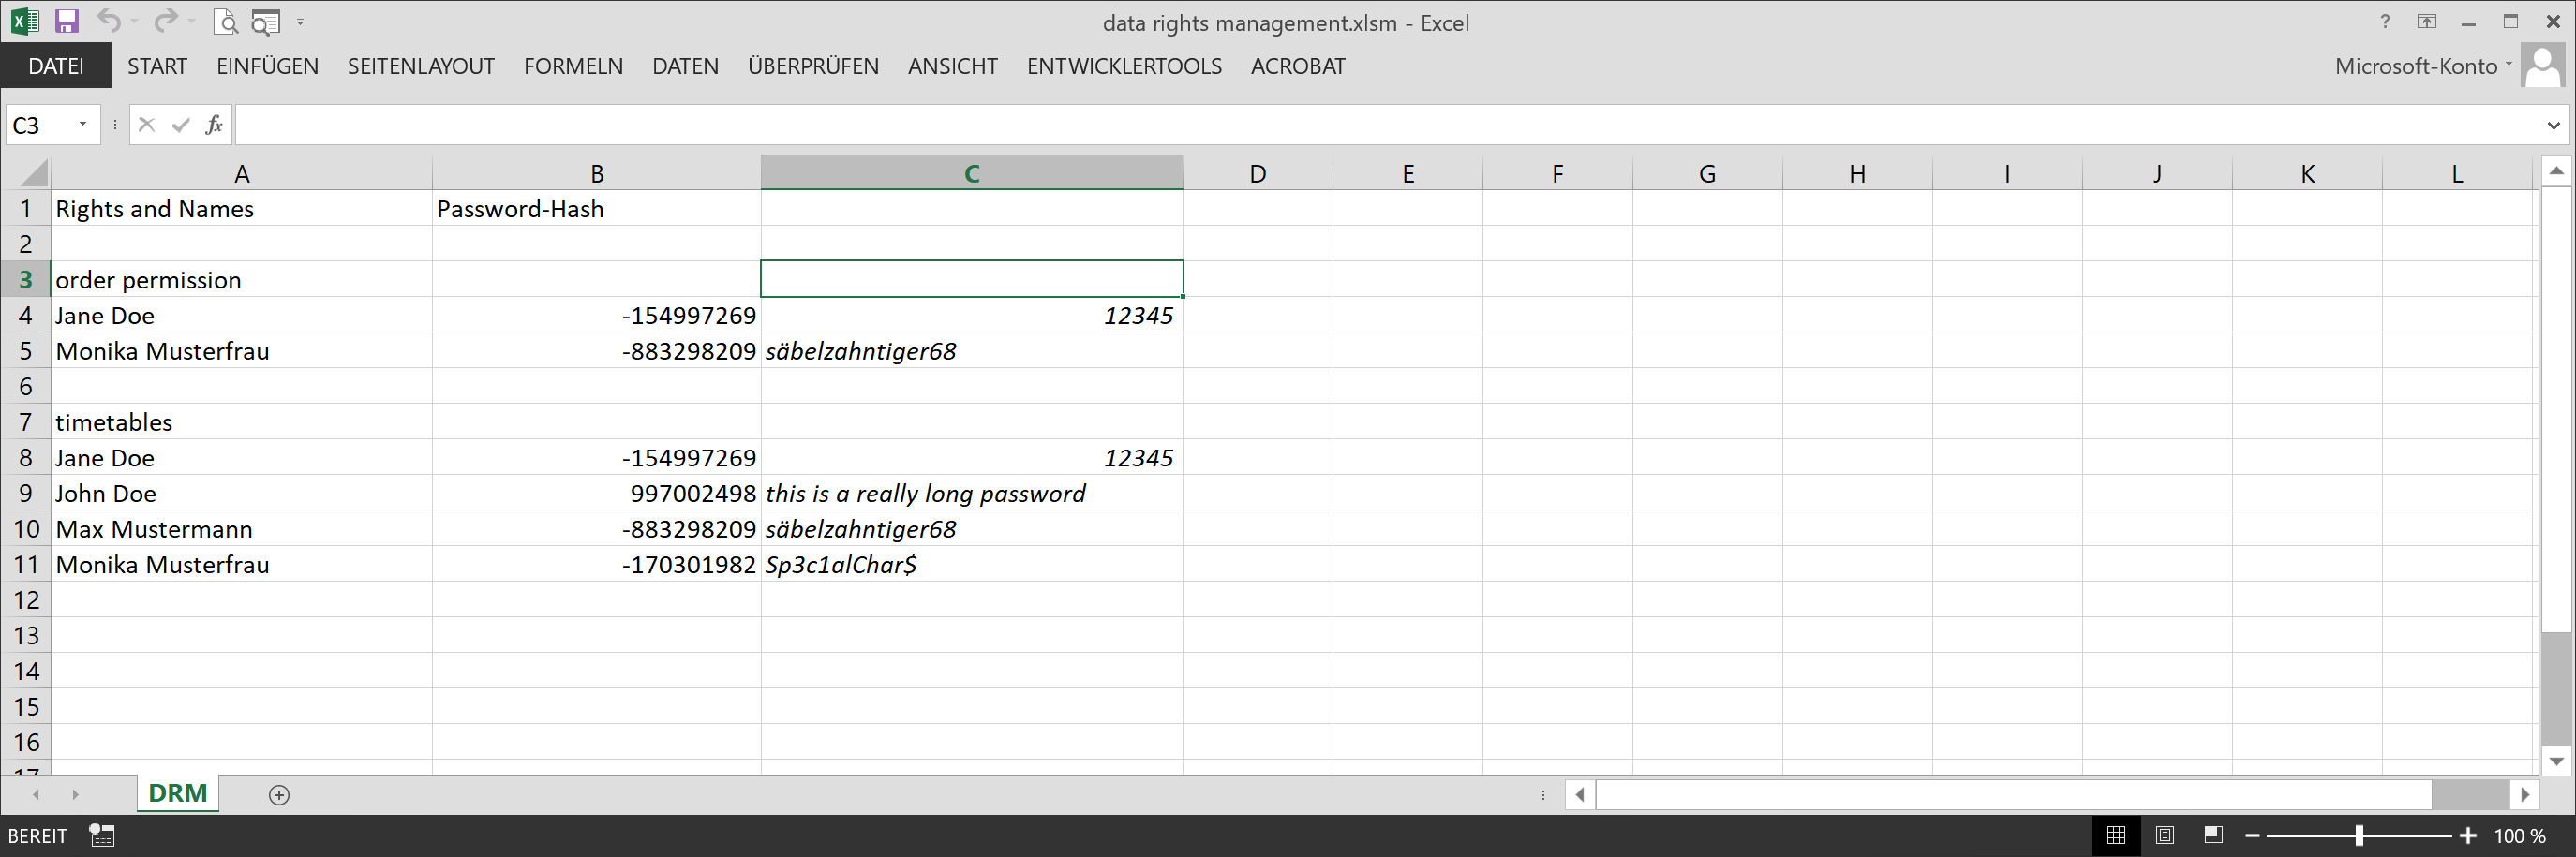 data rights management.xlsm - Excel
?
DATEI START EINFÜGEN SEITENLAYOUT FORMELN DATEN ÜBERPRÜFEN ANSICHT ENTWICKLERTOOLS ACROBAT Microsoft-Konto
C3 fx
A B C D E F G H I J K L
1 Rights and Names Password-Hash
2
3 order permission
4 Jane Doe -154997269 12345
5 Monika Musterfrau -883298209 säbelzahntiger68
6
7 timetables
8 Jane Doe -154997269 12345
9 John Doe 997002498 this is a really long password
10 Max Mustermann -883298209 säbelzahntiger68
11 Monika Musterfrau -170301982 Sp3c1alChar$
12
13
14
15
16
17
DRM
BEREIT 100 %